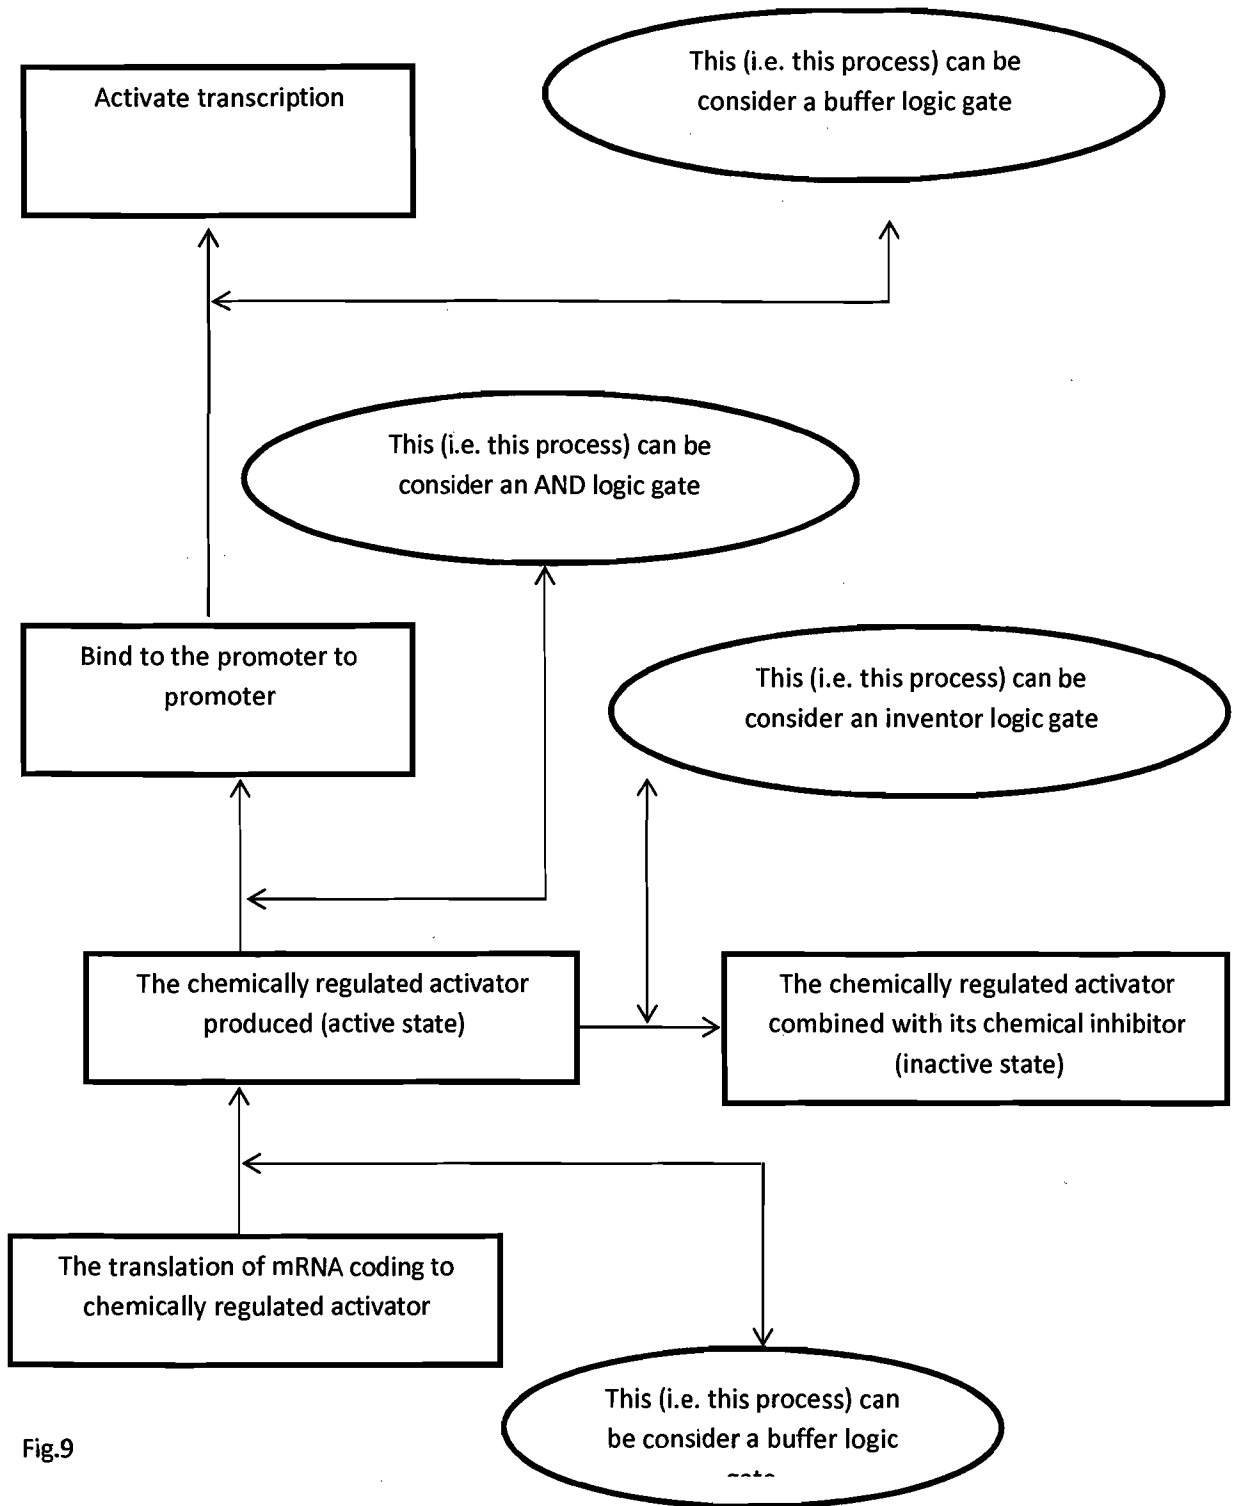 This (i.e. this process) can be
consider a buffer logic gate
Activate transcription
This (i.e. this process) can be
consider an AND logic gate
Bind to the promoter to
promoter
This (i.e. this process) can be
consider an inventor logic gate
The chemically regulated activator
produced (active state)
The chemically regulated activator
combined with its chemical inhibitor
(inactive state)
The translation of mRNA coding to
chemically regulated activator
This (i.e. this process) can
be consider a buffer logic
Fig.9